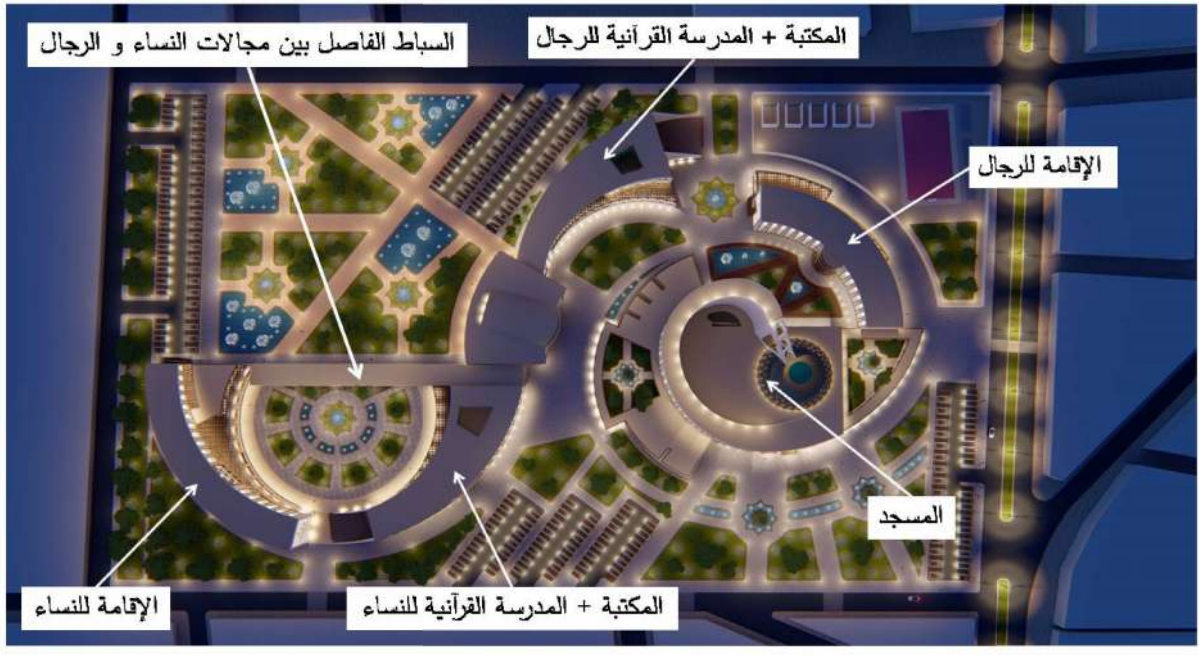 المكتبة + المدرسة القرآنية للرجال
السباط الفاصل بين مجالات النساء و الرجال
الإقامة للرجال
المسجد
المكتبة + المدرسة القرآنية للنساء
الإقامة للنساء